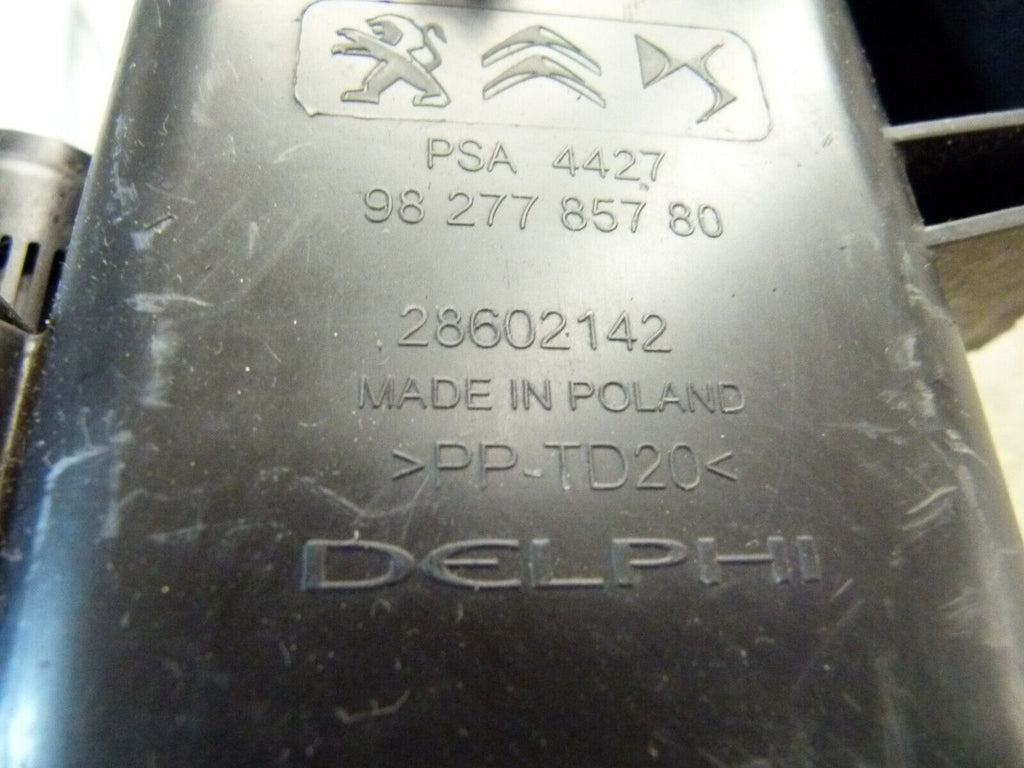 PSA 4427
98 277 857 80
28602142
MADE IN POLAND
>PP-TD20<
DELPHI